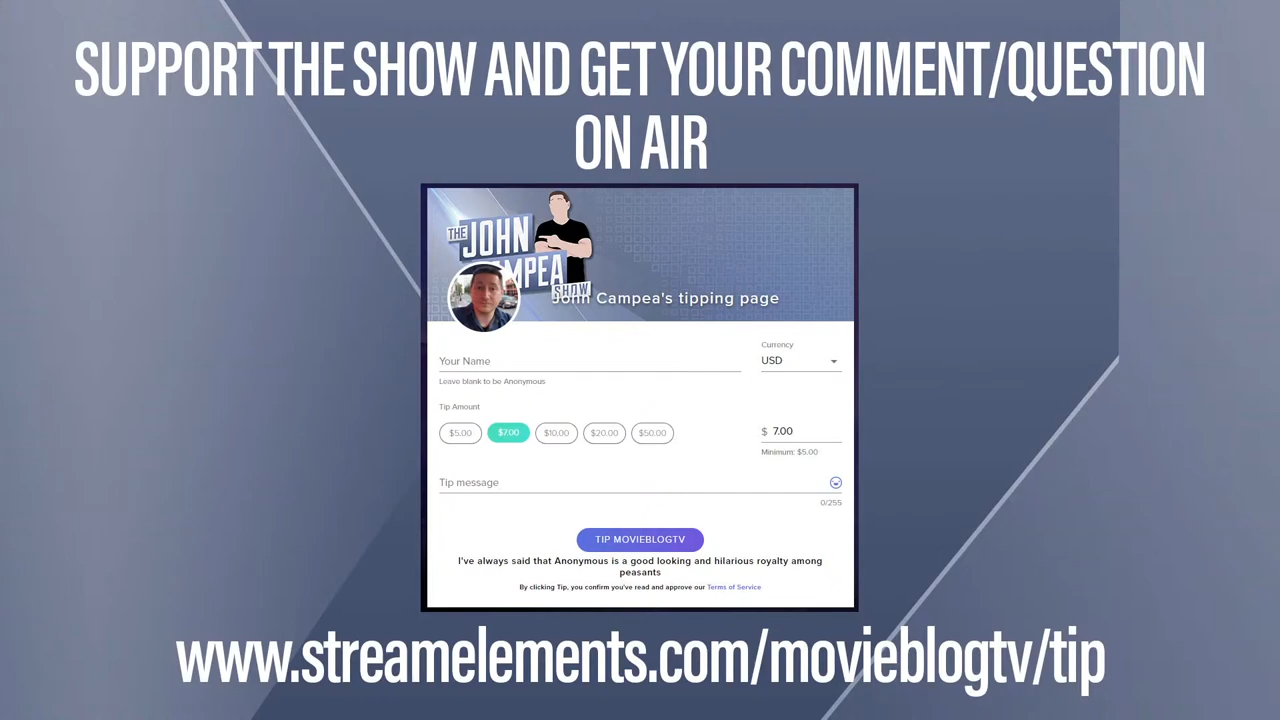 SUPPORT THE SHOW AND GET YOUR COMMENT/QUESTION
ON AIR
THE
JOHN
CAMPEA
SHOW
John Campea's tipping page
Currency
Your Name
USD
Leave blank to be Anonymous
Tip Amount
$5.00 $7.00 $10.00 $20.00 $50.00
$ 7.00
Minimum: $5.00
Tip message
0/255
TIP MOVIEBLOGTV
I've always said that Anonymous is a good looking and hilarious royalty among
peasants
By clicking Tip, you confirm you've read and approve our Terms of Service
www.streamelements.com/movieblogtv/tip